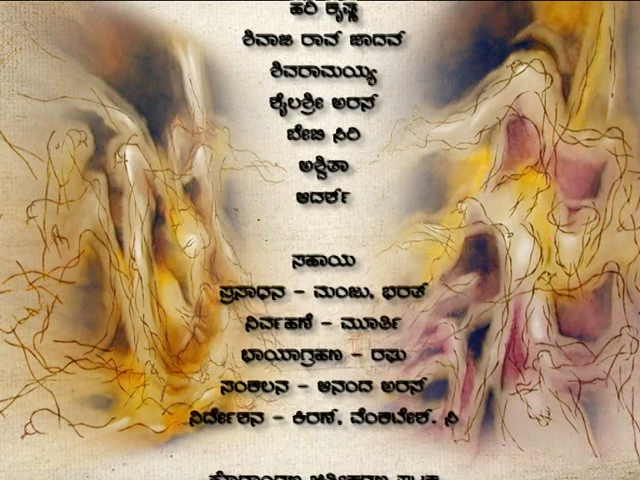 ಹರಿ ಕೃಷ್ಣ
ಶಿವಾಜಿ ರಾವ್ ಜಾದವ್
ಶಿವರಾಮಯ್ಯ
ಶೈಲಶ್ರೀ ಅರಸ್
ಬೇಬಿ ಸಿರಿ
ಅಶ್ವಿತಾ
ಆದರ್ಶ್
ಸಹಾಯ
ಪ್ರಸಾಧನ - ಮಂಜು, ಭರತ್
ನಿರ್ವಹಣೆ - ಮೂರ್ತಿ
ಛಾಯಾಗ್ರಹಣ - ರಘು
ಸಂಕಲನ - ಆನಂದ ಅರಸ್
ನಿರ್ದೇಶನ - ಕಿರಣ್, ವೆಂಕಟೇಶ್. ಸಿ